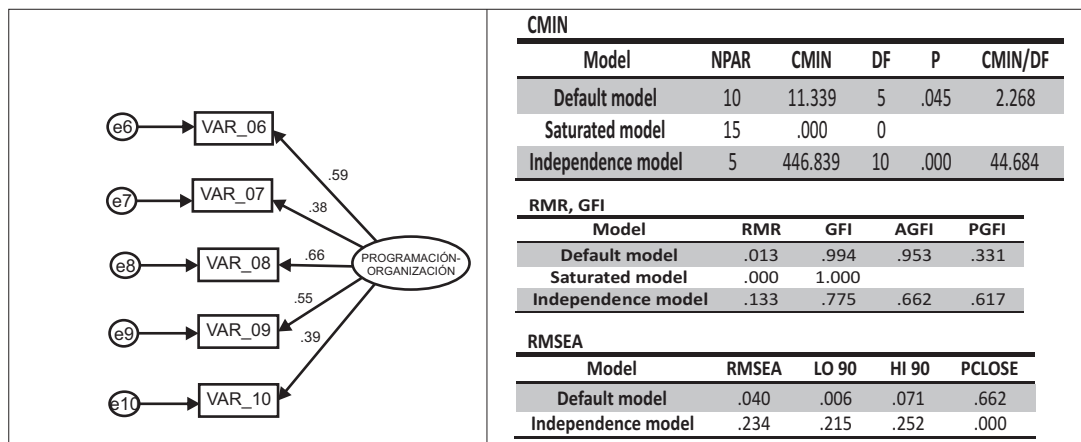 e6
VAR_06
.59
e7
VAR_07
.38
e8
VAR_08
.66
PROGRAMACIÓN-
ORGANIZACIÓN
e9
VAR_09
.55
e10
VAR_10
.39
CMIN
Model NPAR CMIN DF P CMIN/DF
Default model 10 11.339 5 .045 2.268
Saturated model 15 .000 0
Independence model 5 446.839 10 .000 44.684
RMR, GFI
Model RMR GFI AGFI PGFI
Default model .013 .994 .953 .331
Saturated model .000 1.000
Independence model .133 .775 .662 .617
RMSEA
Model RMSEA LO 90 HI 90 PCLOSE
Default model .040 .006 .071 .662
Independence model .234 .215 .252 .000